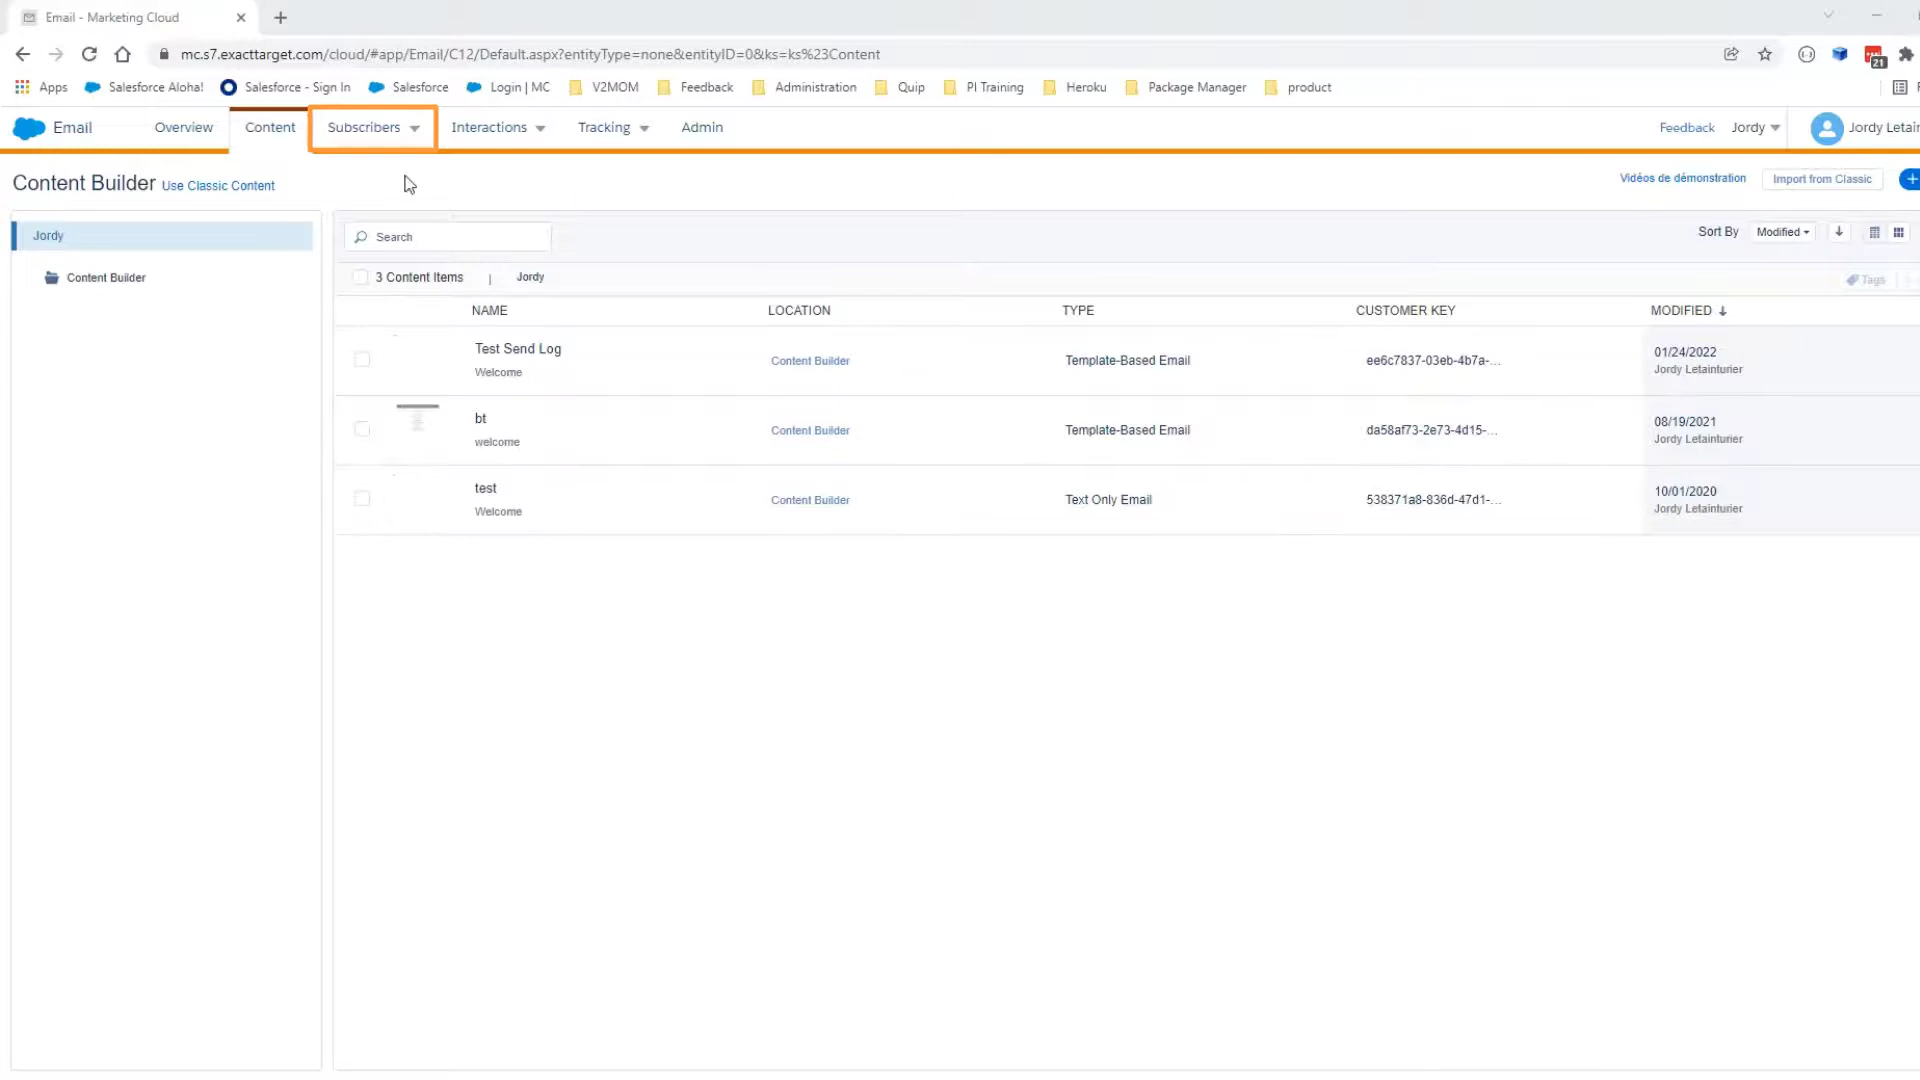 Email - Marketing Cloud
mc.s7.exacttarget.com/cloud/#app/Email/C12/Default.aspx?entityType=none&entityID=0&ks=ks%23Content
21
Apps Salesforce Aloha! Salesforce - Sign In Salesforce Login | MC V2MOM Feedback Administration Quip PI Training Heroku Package Manager product
Email Overview Content Subscribers Interactions Tracking Admin Feedback Jordy Jordy Letain
Content Builder Use Classic Content Vidéos de démonstration Import from Classic
Jordy
Content Builder
Search Sort By Modified
3 Content Items | Jordy Tags
NAME LOCATION TYPE CUSTOMER KEY MODIFIED
Test Send Log Content Builder Template-Based Email ee6c7837-03eb-4b7a-... 01/24/2022
Welcome Jordy Letainturier
bt Content Builder Template-Based Email da58af73-2e73-4d15-... 08/19/2021
welcome Jordy Letainturier
test Content Builder Text Only Email 538371a8-836d-47d1-... 10/01/2020
Welcome Jordy Letainturier